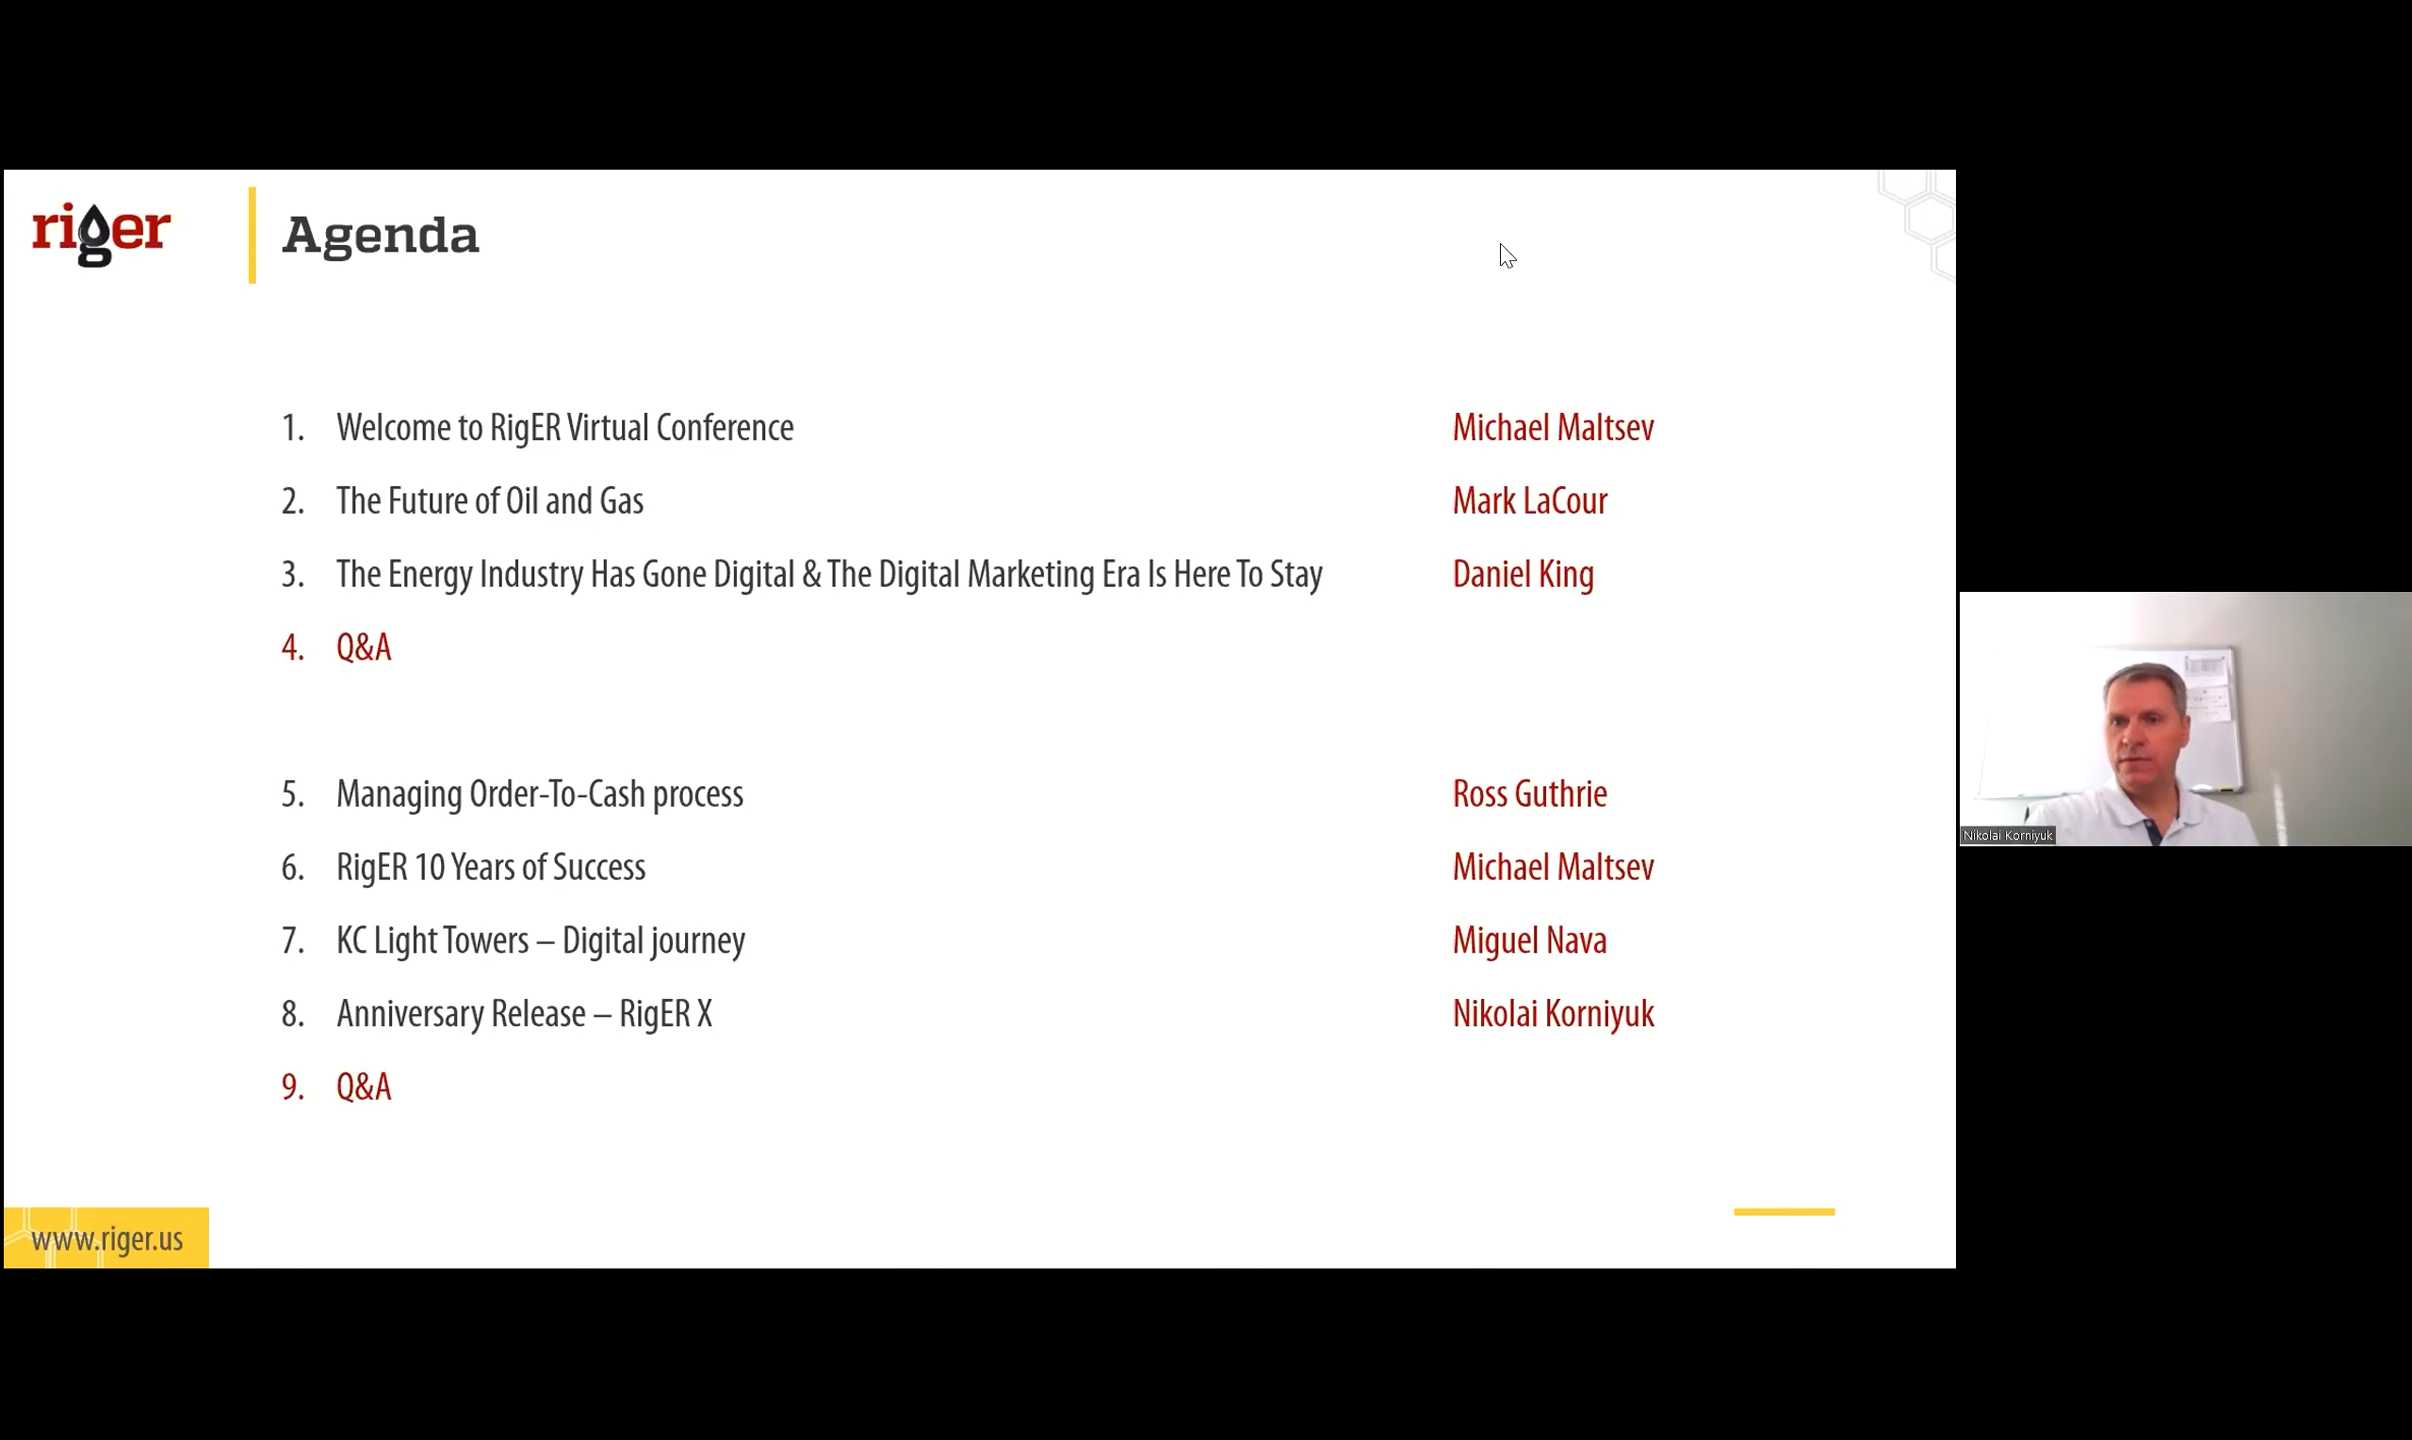 riger
Agenda
1. Welcome to RigER Virtual Conference Michael Maltsev
2. The Future of Oil and Gas Mark LaCour
3. The Energy Industry Has Gone Digital & The Digital Marketing Era Is Here To Stay Daniel King
4. Q&A
5. Managing Order-To-Cash process Ross Guthrie
6. RigER 10 Years of Success Michael Maltsev
7. KC Light Towers – Digital journey Miguel Nava
8. Anniversary Release – RigER X Nikolai Korniyuk
9. Q&A
www.riger.us
Nikolai Korniyuk